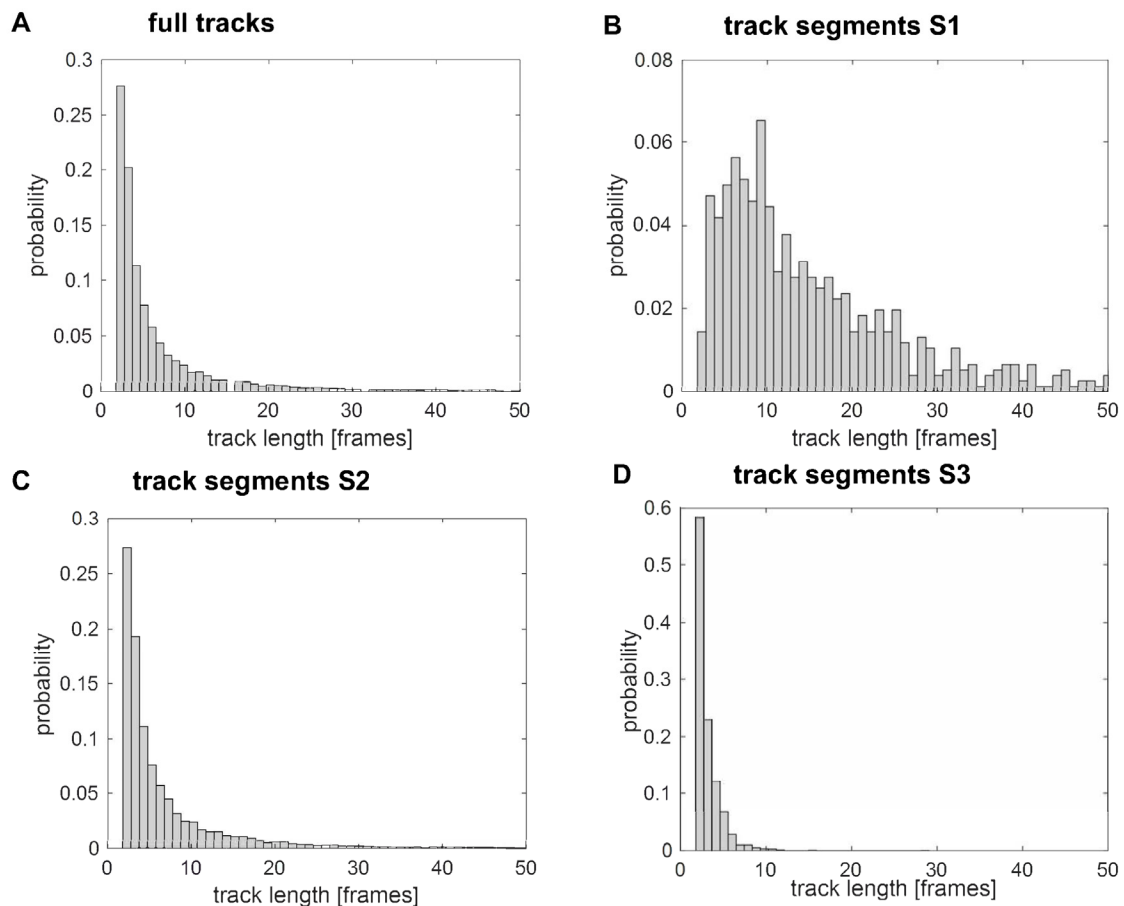 A full tracks
0.3
0.25
0.2
0.15
0.1
0.05
0
probability
0 10 20 30 40 50
track length [frames]
B track segments S1
0.08
0.06
0.04
0.02
0
probability
0 10 20 30 40 50
track length [frames]
C track segments S2
0.3
0.25
0.2
0.15
0.1
0.05
0
probability
0 10 20 30 40 50
track length [frames]
D track segments S3
0.6
0.5
0.4
0.3
0.2
0.1
0
probability
0 10 20 30 40 50
track length [frames]